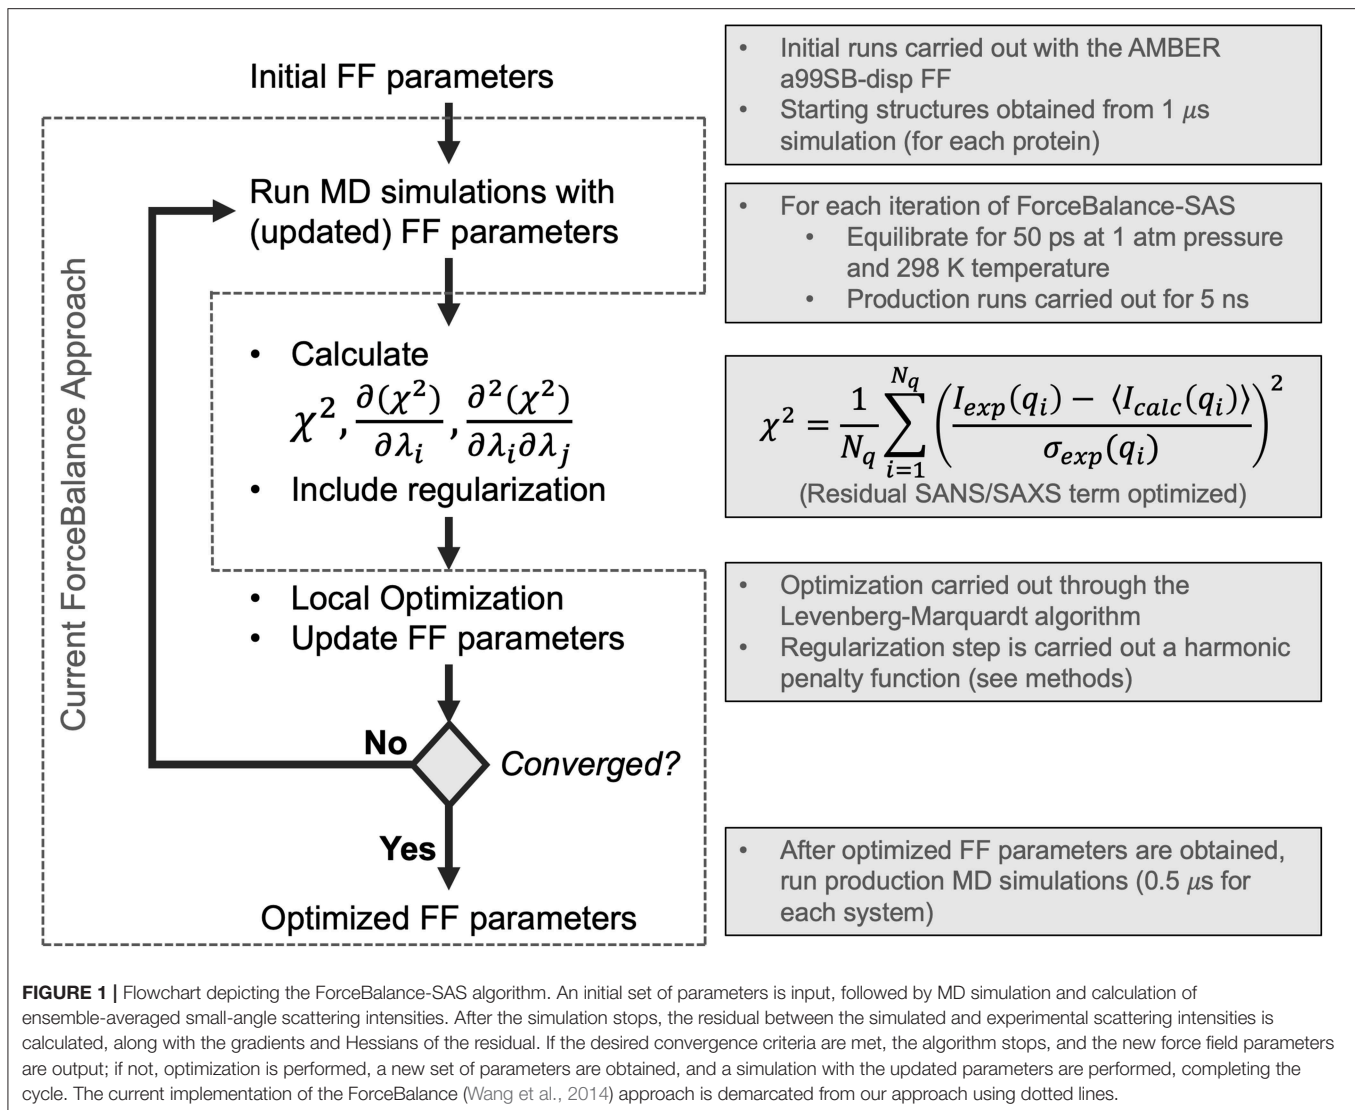 Initial FF parameters
Run MD simulations with
(updated) FF parameters
• Calculate
χ², ∂(χ²)/∂λᵢ, ∂²(χ²)/∂λᵢ∂λⱼ
• Include regularization
• Local Optimization
• Update FF parameters
No
Converged?
Yes
Optimized FF parameters
Current ForceBalance Approach
• Initial runs carried out with the AMBER
a99SB-disp FF
• Starting structures obtained from 1 μs
simulation (for each protein)
• For each iteration of ForceBalance-SAS
• Equilibrate for 50 ps at 1 atm pressure
and 298 K temperature
• Production runs carried out for 5 ns
χ² = 1/N_q ∑_{i=1}^{N_q} ((I_exp(q_i) − ⟨I_calc(q_i)⟩)/σ_exp(q_i))²
(Residual SANS/SAXS term optimized)
• Optimization carried out through the
Levenberg-Marquardt algorithm
• Regularization step is carried out a harmonic
penalty function (see methods)
• After optimized FF parameters are obtained,
run production MD simulations (0.5 μs for
each system)
FIGURE 1 | Flowchart depicting the ForceBalance-SAS algorithm. An initial set of parameters is input, followed by MD simulation and calculation of
ensemble-averaged small-angle scattering intensities. After the simulation stops, the residual between the simulated and experimental scattering intensities is
calculated, along with the gradients and Hessians of the residual. If the desired convergence criteria are met, the algorithm stops, and the new force field parameters
are output; if not, optimization is performed, a new set of parameters are obtained, and a simulation with the updated parameters are performed, completing the
cycle. The current implementation of the ForceBalance (Wang et al., 2014) approach is demarcated from our approach using dotted lines.